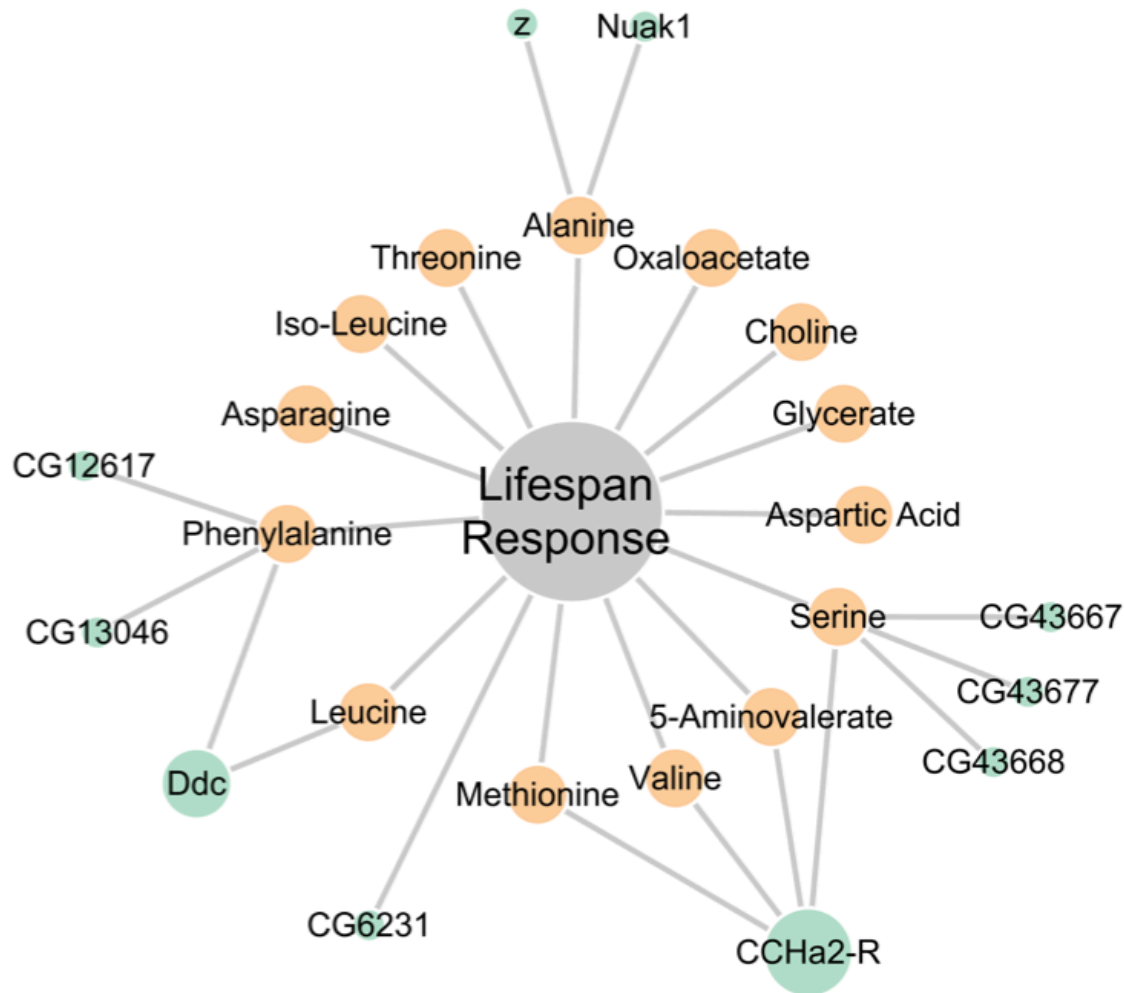 z
Nuak1
Alanine
Threonine
Oxaloacetate
Iso-Leucine
Choline
Asparagine
Glycerate
CG12617
Lifespan
Response
Aspartic Acid
Phenylalanine
CG13046
Serine
CG43667
CG43677
Leucine
5-Aminovalerate
CG43668
Ddc
Methionine
Valine
CG6231
CCHa2-R